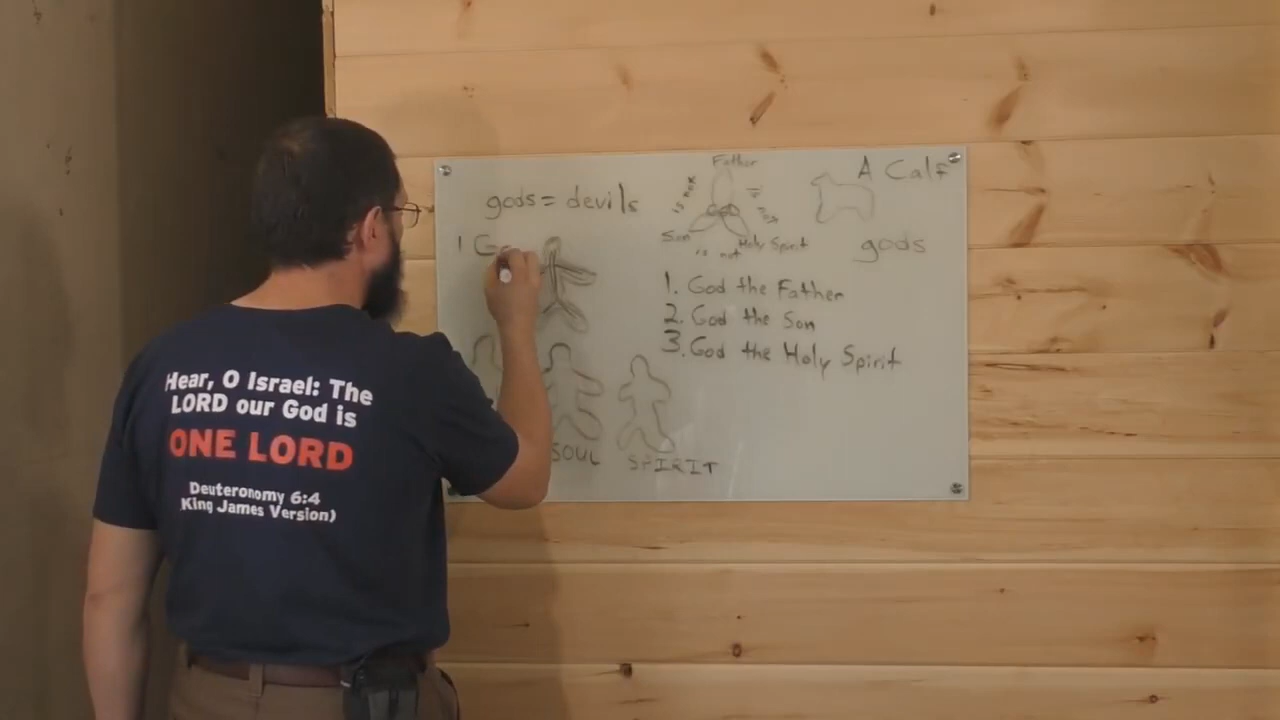 Hear, O Israel: The
LORD our God is
ONE LORD
Deuteronomy 6:4
King James Version)
gods = devils
1 G
SOUL
SPIRIT
Father
is not
is not
Son
Holy Spirit
is not
God
A Calf
gods
1. God the Father
2. God the Son
3. God the Holy Spirit